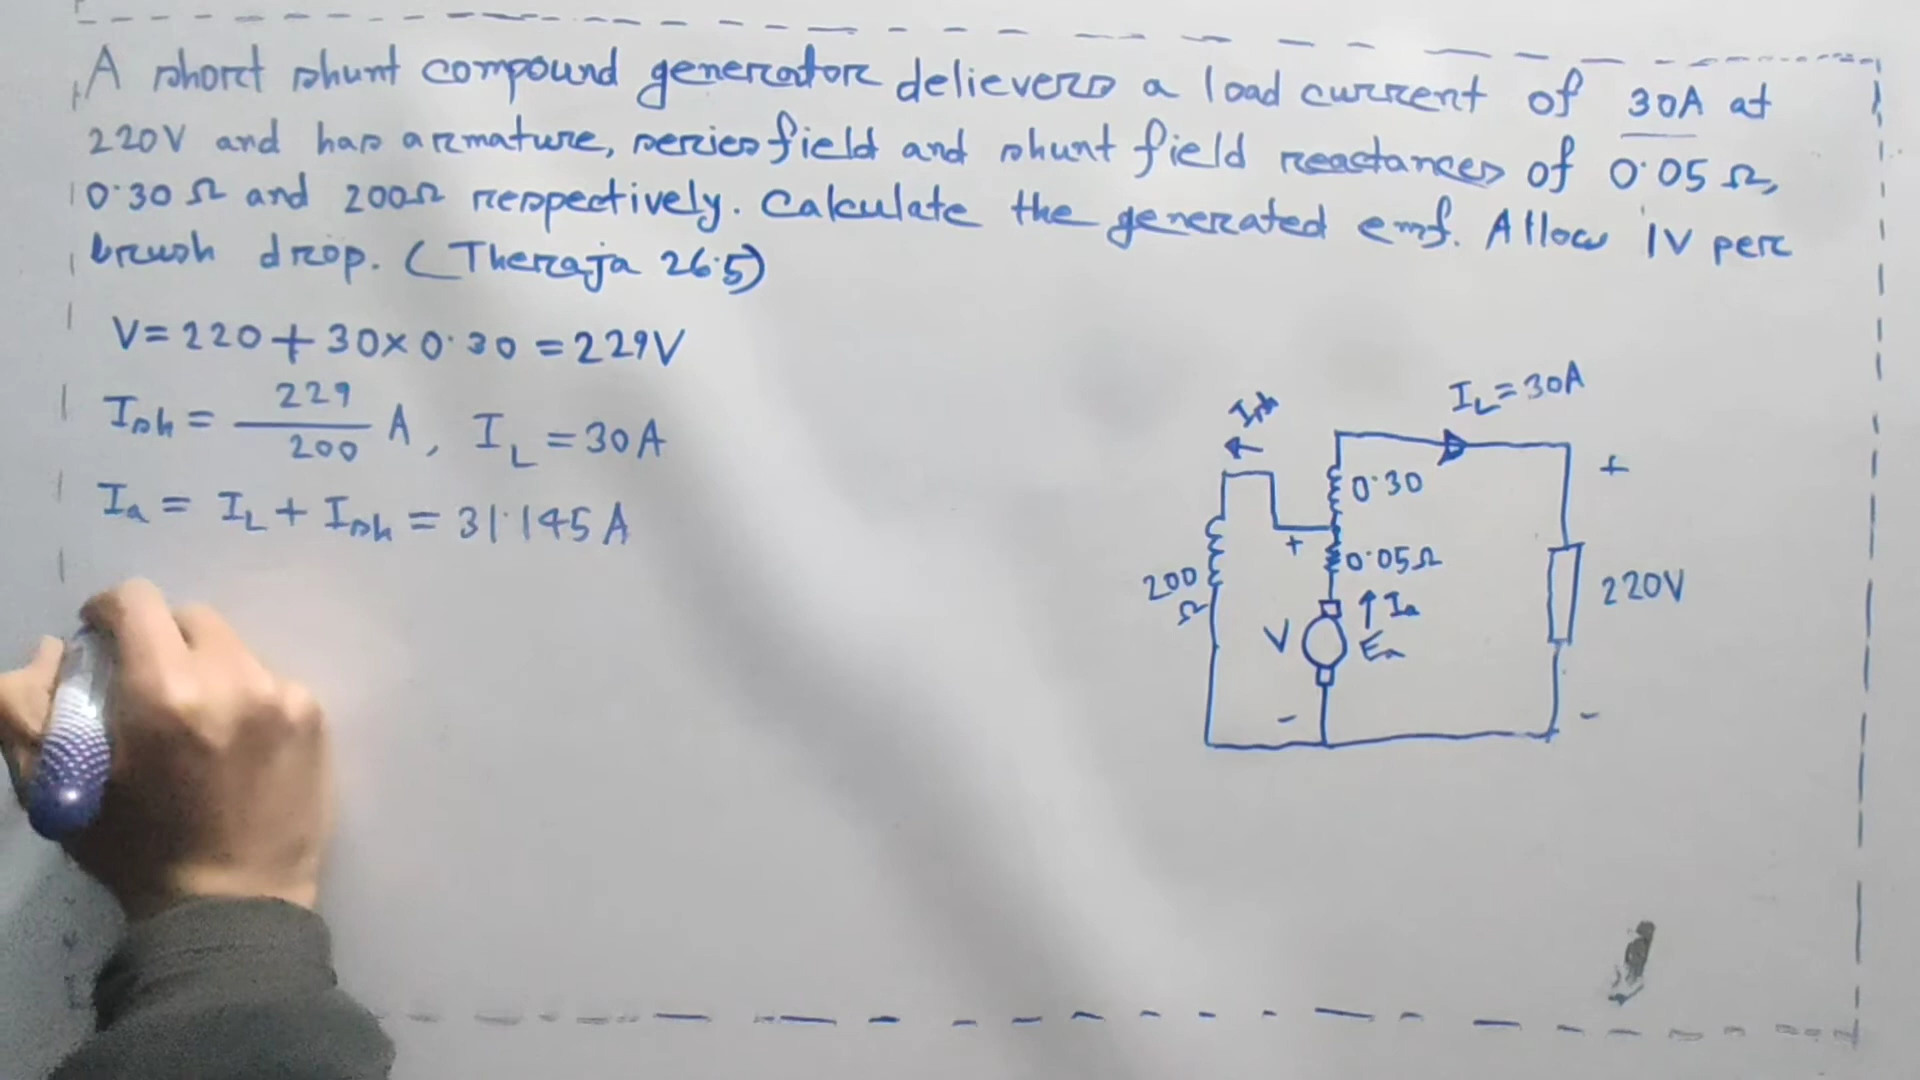 A short shunt compound generator delievers a load current of 30A at
220V and has armature, series field and shunt field reactances of 0.05 Ω,
0.30 Ω and 200Ω respectively. Calculate the generated emf. Allow 1V per
brush drop. (Theraja 26.5)
V = 220 + 30 × 0.30 = 229V
Ish = 229/200 A, IL = 30A
Ia = IL + Ish = 31.145 A
IL = 30A
Ish
+
0.30
+
0.05Ω
200
Ω
Ia
220V
V
Ea
-
-